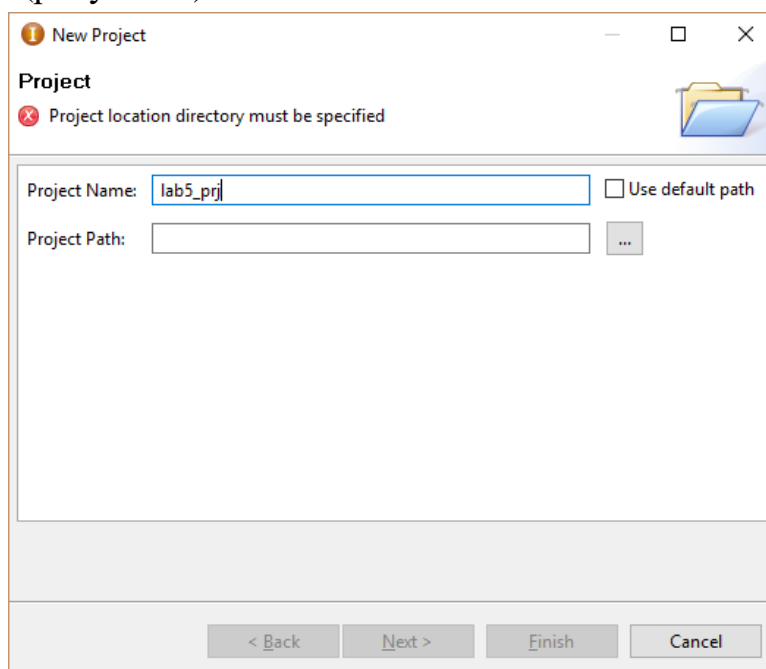 New Project
Project
Project location directory must be specified
Project Name: lab5_prj Use default path
Project Path: ...
< Back Next > Finish Cancel